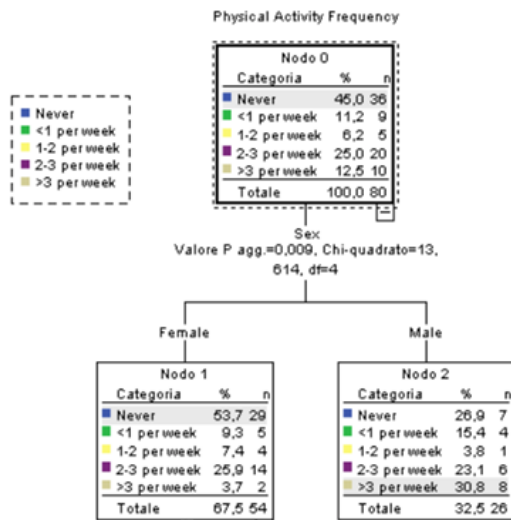 Physical Activity Frequency
Never
<1 per week
1-2 per week
2-3 per week
>3 per week
Nodo 0
Categoria % n
Never 45,0 36
<1 per week 11,2 9
1-2 per week 6,2 5
2-3 per week 25,0 20
>3 per week 12,5 10
Totale 100,0 80
Sex
Valore P agg.=0,009, Chi-quadrato=13,
614, df=4
Female
Male
Nodo 1
Categoria % n
Never 53,7 29
<1 per week 9,3 5
1-2 per week 7,4 4
2-3 per week 25,9 14
>3 per week 3,7 2
Totale 67,5 54
Nodo 2
Categoria % n
Never 26,9 7
<1 per week 15,4 4
1-2 per week 3,8 1
2-3 per week 23,1 6
>3 per week 30,8 8
Totale 32,5 26